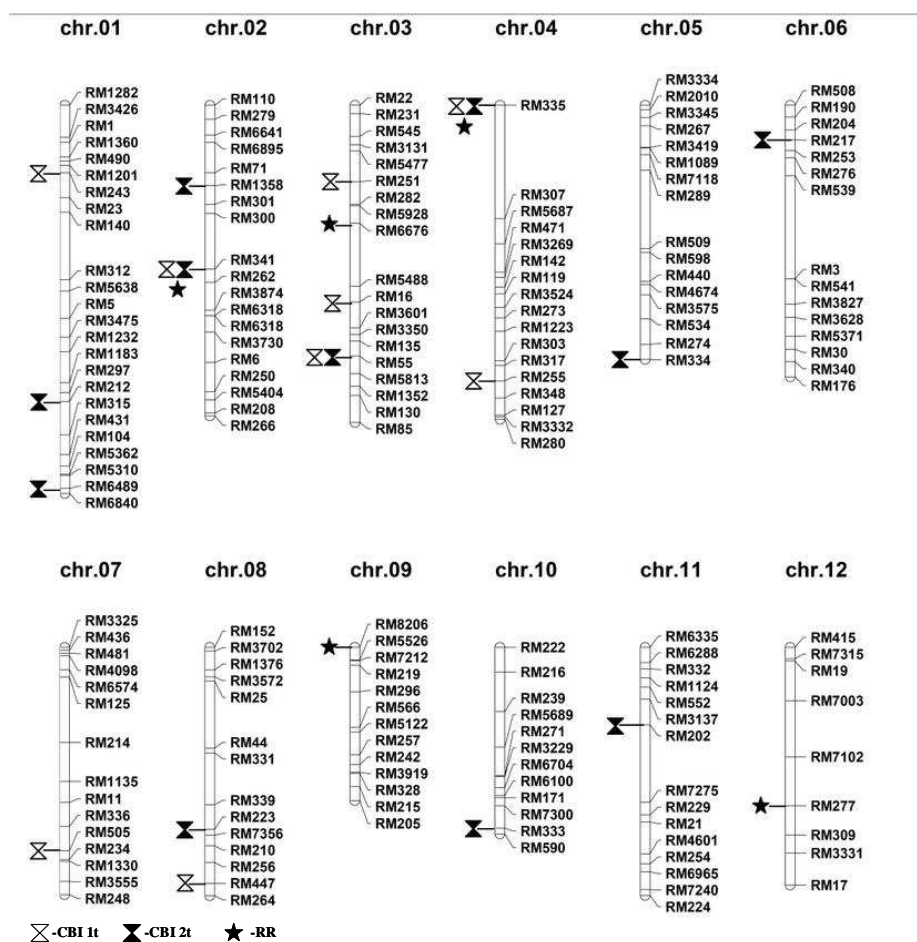 chr.01 chr.02 chr.03 chr.04 chr.05 chr.06
RM1282
RM3426
RM1
RM1360
RM490
RM1201
RM243
RM23
RM140
RM312
RM5638
RM5
RM3475
RM1232
RM1183
RM297
RM212
RM315
RM431
RM104
RM5362
RM5310
RM6489
RM6840
RM110
RM279
RM6641
RM6895
RM71
RM1358
RM301
RM300
RM341
RM262
RM3874
RM6318
RM6318
RM3730
RM6
RM250
RM5404
RM208
RM266
RM22
RM231
RM545
RM3131
RM5477
RM251
RM282
RM5928
RM6676
RM5488
RM16
RM3601
RM3350
RM135
RM55
RM5813
RM1352
RM130
RM85
RM335
RM307
RM5687
RM471
RM3269
RM142
RM119
RM3524
RM273
RM1223
RM303
RM317
RM255
RM348
RM127
RM3332
RM280
RM3334
RM2010
RM3345
RM267
RM3419
RM1089
RM7118
RM289
RM509
RM598
RM440
RM4674
RM3575
RM534
RM274
RM334
RM508
RM190
RM204
RM217
RM253
RM276
RM539
RM3
RM541
RM3827
RM3628
RM5371
RM30
RM340
RM176
chr.07 chr.08 chr.09 chr.10 chr.11 chr.12
RM3325
RM436
RM481
RM4098
RM6574
RM125
RM214
RM1135
RM11
RM336
RM505
RM234
RM1330
RM3555
RM248
RM152
RM3702
RM1376
RM3572
RM25
RM44
RM331
RM339
RM223
RM7356
RM210
RM256
RM447
RM264
RM8206
RM5526
RM7212
RM219
RM296
RM566
RM5122
RM257
RM242
RM3919
RM328
RM215
RM205
RM222
RM216
RM239
RM5689
RM271
RM3229
RM6704
RM6100
RM171
RM7300
RM333
RM590
RM6335
RM6288
RM332
RM1124
RM552
RM3137
RM202
RM7275
RM229
RM21
RM4601
RM254
RM6965
RM7240
RM224
RM415
RM7315
RM19
RM7003
RM7102
RM277
RM309
RM3331
RM17
-CBI 1t -CBI 2t -RR